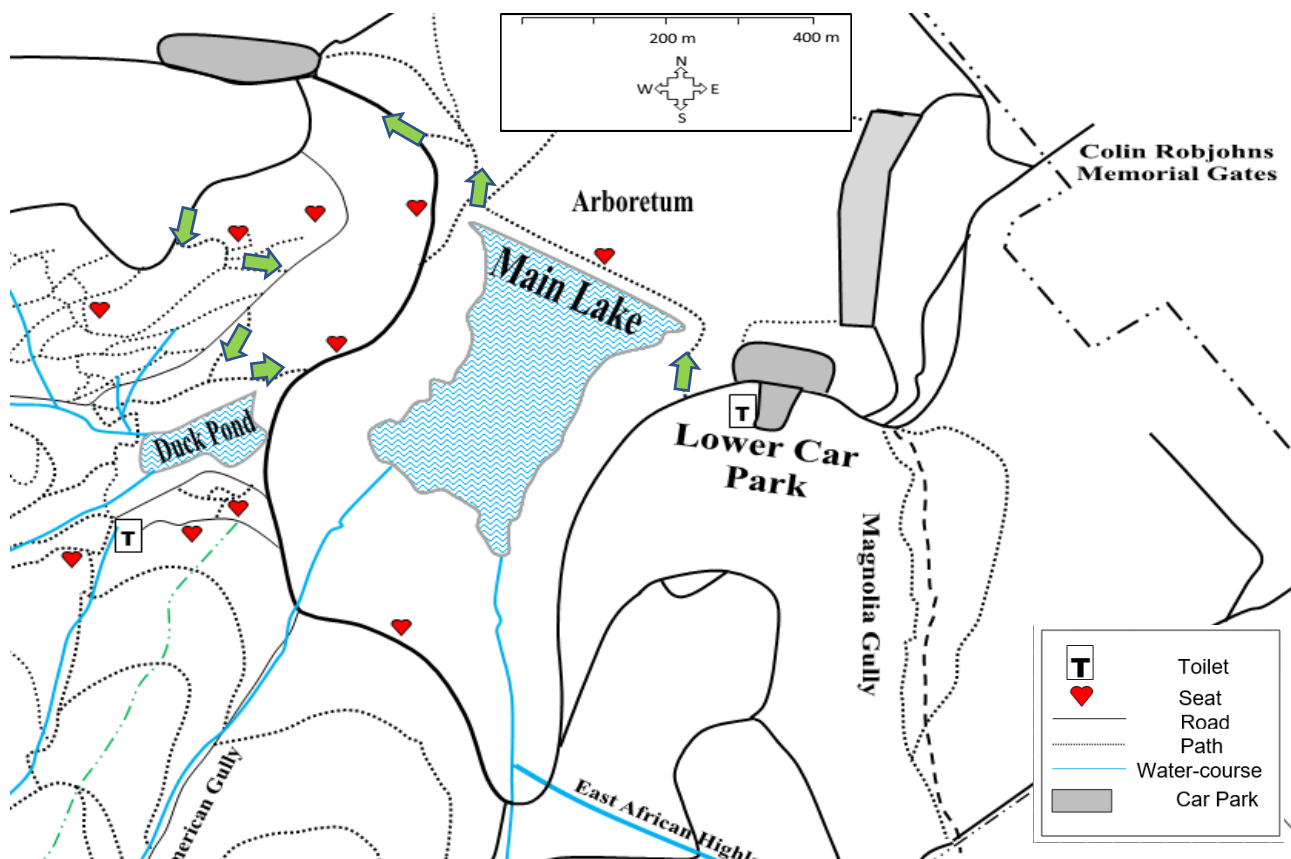 200 m
400 m
N
W
E
S
Colin Robjohns
Memorial Gates
Arboretum
Main Lake
Duck Pond
T
Lower Car
Park
T
Magnolia Gully
merican Gully
East African Highl
T
Toilet
Seat
Road
Path
Water-course
Car Park